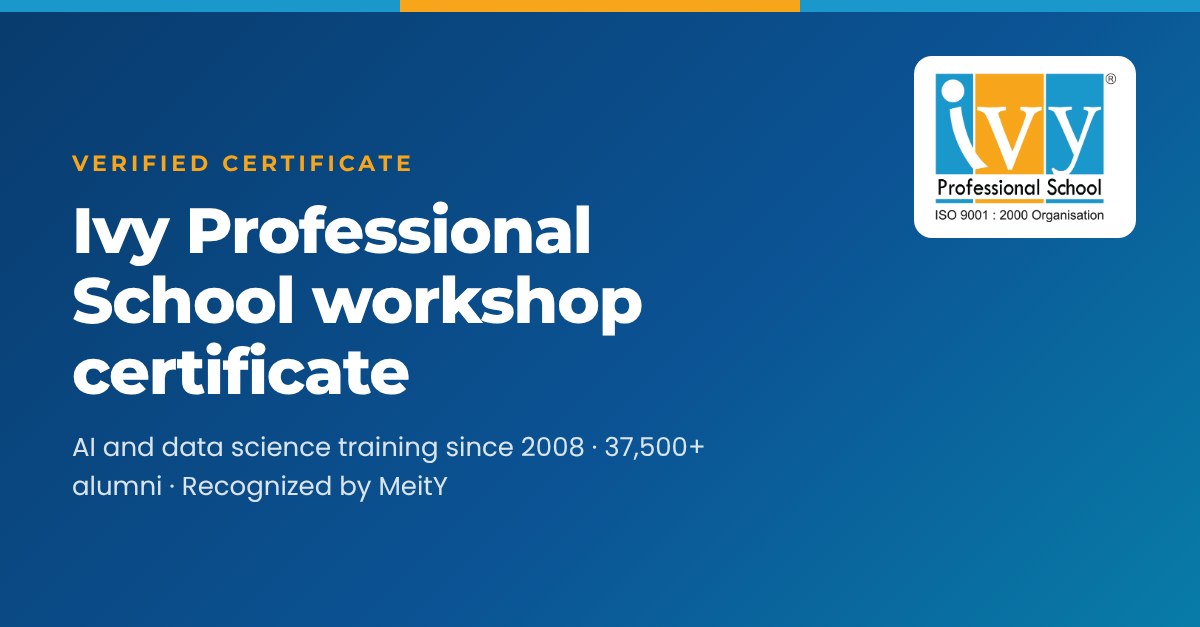 VERIFIED CERTIFICATE
Ivy Professional
School workshop
certificate
AI and data science training since 2008 · 37,500+
alumni · Recognized by MeitY
ivy®
Professional School
ISO 9001 : 2000 Organisation